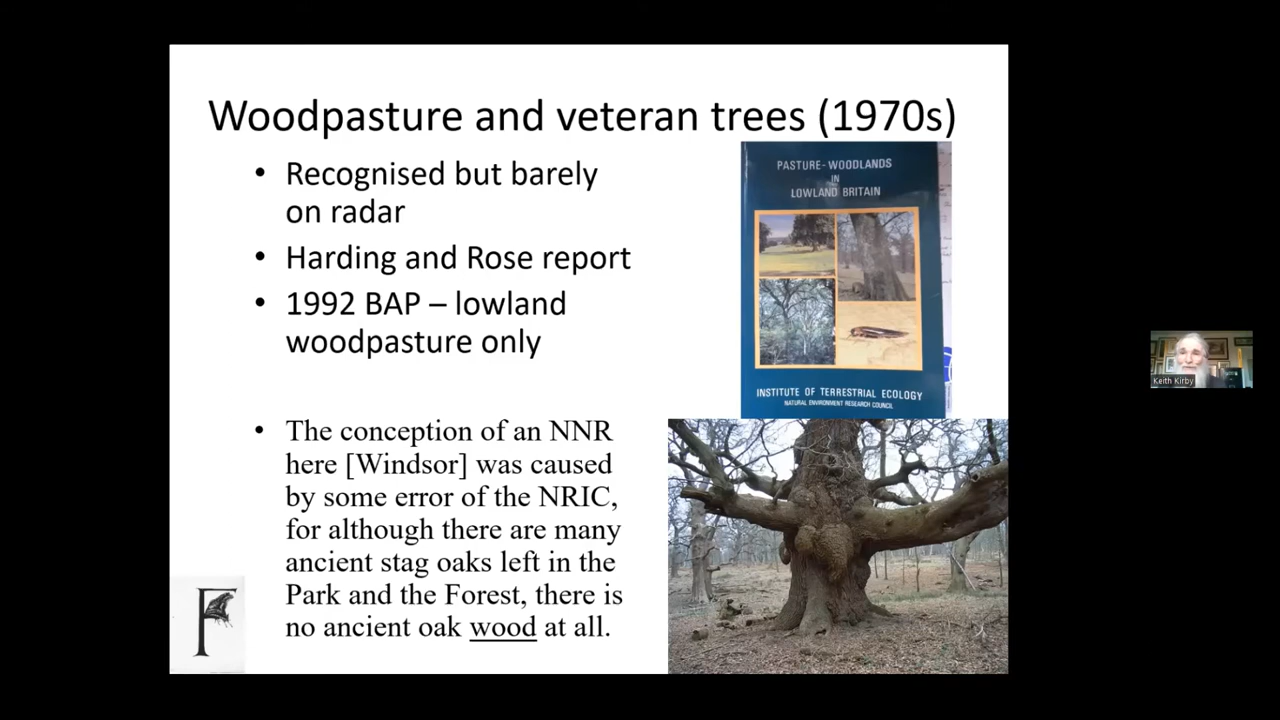 Woodpasture and veteran trees (1970s)
• Recognised but barely
on radar
• Harding and Rose report
• 1992 BAP – lowland
woodpasture only
• The conception of an NNR
here [Windsor] was caused
by some error of the NRIC,
for although there are many
ancient stag oaks left in the
Park and the Forest, there is
no ancient oak wood at all.
F
PASTURE-WOODLANDS
IN
LOWLAND BRITAIN
INSTITUTE OF TERRESTRIAL ECOLOGY
NATURAL ENVIRONMENT RESEARCH COUNCIL
Keith Kirby